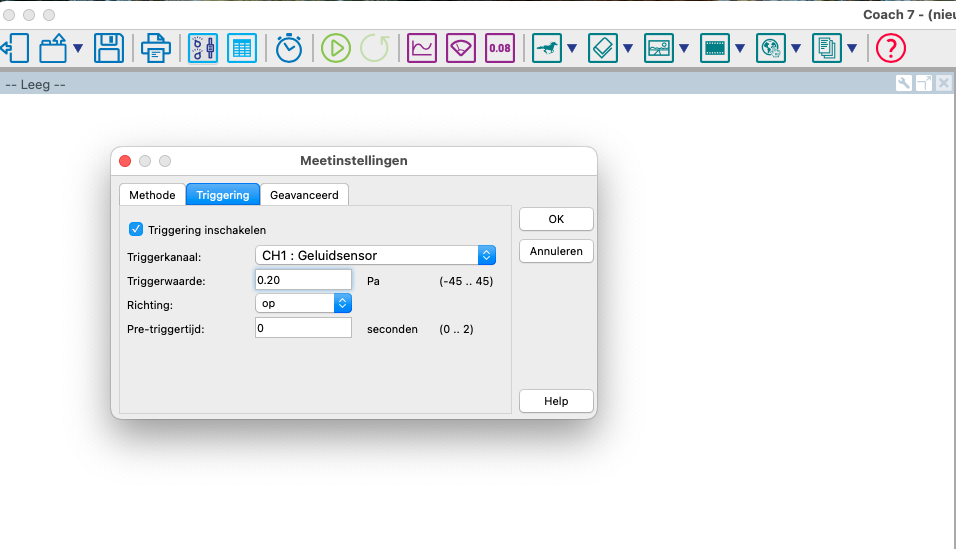 Coach 7 - (nieu
0.08
-- Leeg --
Meetinstellingen
Methode Triggering Geavanceerd
Triggering inschakelen
OK
Triggerkanaal: CH1 : Geluidsensor
Annuleren
Triggerwaarde: 0.20 Pa (-45 .. 45)
Richting: op
Pre-triggertijd: 0 seconden (0 .. 2)
Help